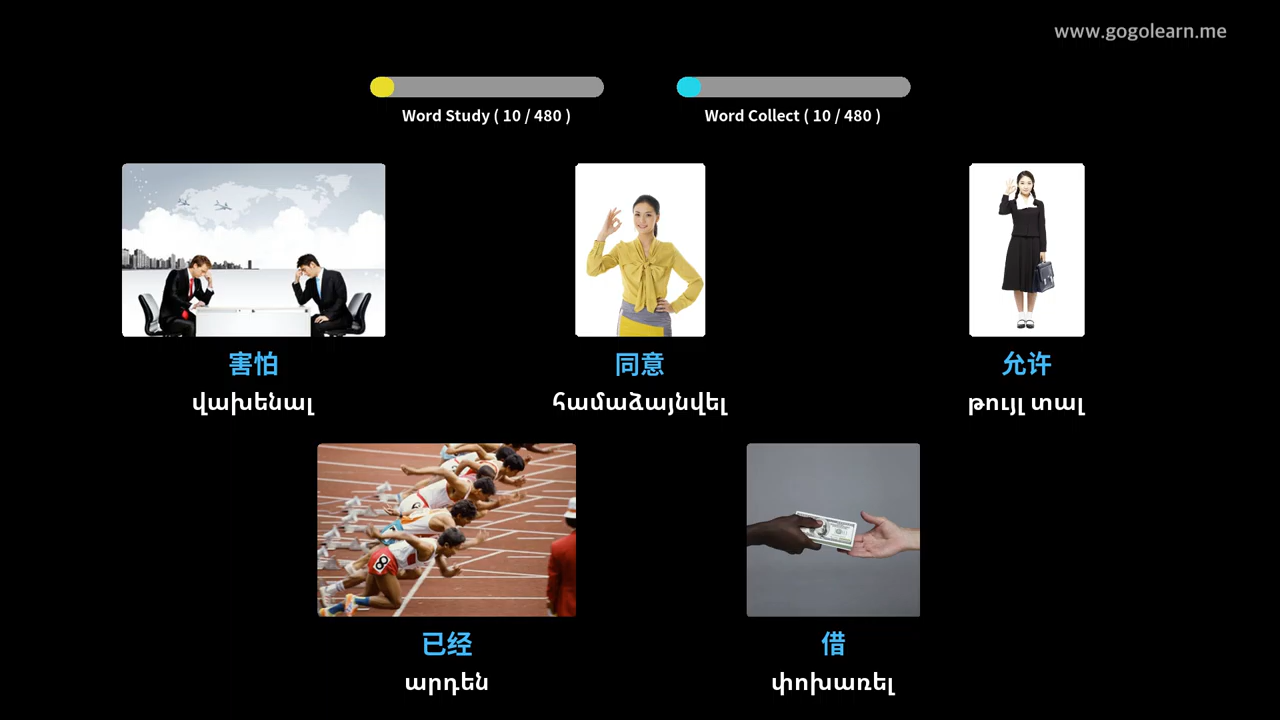 www.gogolearn.me
Word Study ( 10 / 480 )
Word Collect ( 10 / 480 )
害怕
վախենալ
同意
համաձայնվել
允许
թույլ տալ
已经
արդեն
借
փոխառել